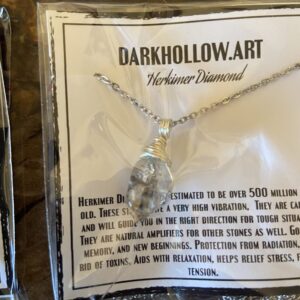 DARKHOLLOW.ART
Herkimer Diamond
HERKIMER DI ESTIMATED TO BE OVER 500 MILLION
OLD. THESE ST E A VERY HIGH VIBRATION. THEY ARE CA
AND WILL GUIDE YOU IN THE RIGHT DIRECTION FOR TOUGH SITUA
THEY ARE NATURAL AMPLIFIERS FOR OTHER STONES AS WELL. GO
MEMORY, AND NEW BEGINNINGS. PROTECTION FROM RADIATION.
RID OF TOXINS. AIDS WITH RELAXATION, HELPS RELIEF STRESS, F
TENSION.